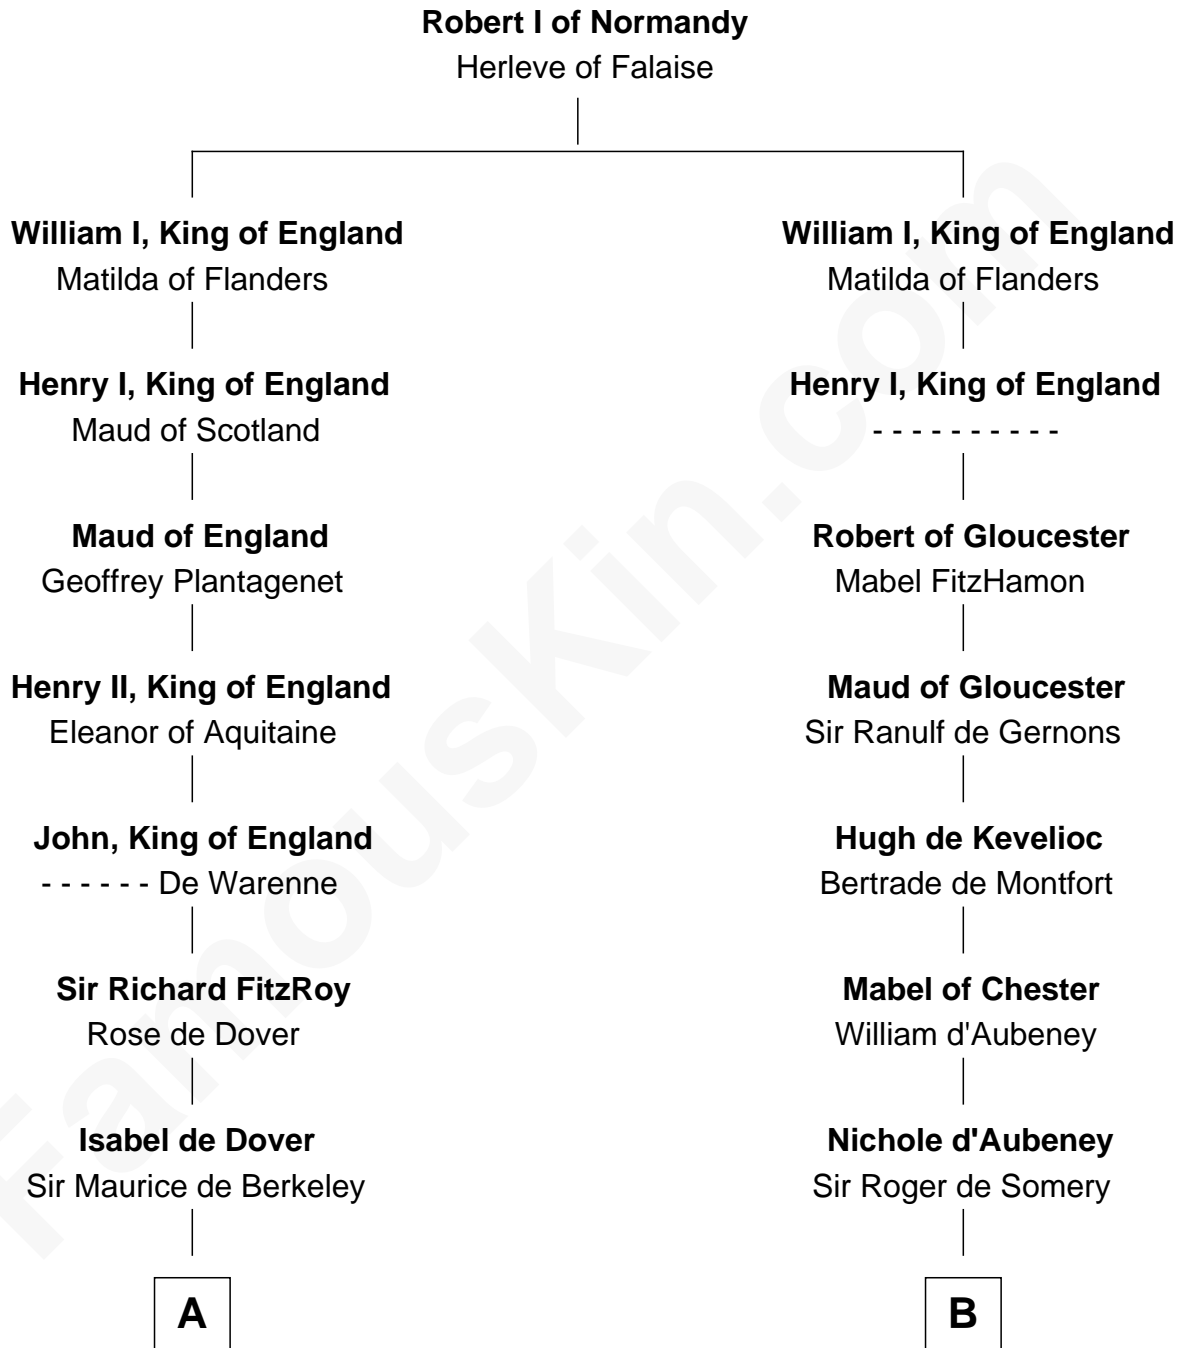 Robert I of Normandy
Herleve of Falaise
William I, King of England
Matilda of Flanders
Henry I, King of England
Maud of Scotland
Maud of England
Geoffrey Plantagenet
Henry II, King of England
Eleanor of Aquitaine
John, King of England
- - - - - - De Warenne
Sir Richard FitzRoy
Rose de Dover
Isabel de Dover
Sir Maurice de Berkeley
A
William I, King of England
Matilda of Flanders
Henry I, King of England
- - - - - - - - - -
Robert of Gloucester
Mabel FitzHamon
Maud of Gloucester
Sir Ranulf de Gernons
Hugh de Kevelioc
Bertrade de Montfort
Mabel of Chester
William d'Aubeney
Nichole d'Aubeney
Sir Roger de Somery
B
FamousKin.com